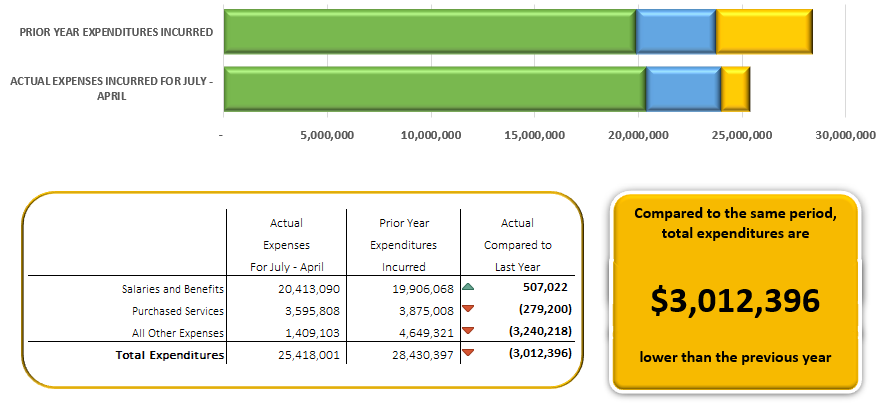 PRIOR YEAR EXPENDITURES INCURRED
ACTUAL EXPENSES INCURRED FOR JULY -
APRIL
- 5,000,000 10,000,000 15,000,000 20,000,000 25,000,000 30,000,000
Actual Prior Year Actual
Expenses Expenditures Compared to
For July - April Incurred Last Year
Salaries and Benefits 20,413,090 19,906,068 507,022
Purchased Services 3,595,808 3,875,008 (279,200)
All Other Expenses 1,409,103 4,649,321 (3,240,218)
Total Expenditures 25,418,001 28,430,397 (3,012,396)
Compared to the same period,
total expenditures are
$3,012,396
lower than the previous year